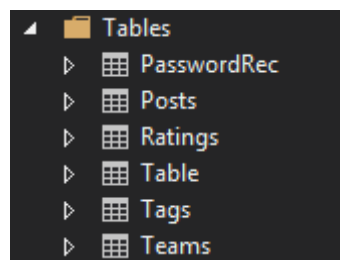 Tables
PasswordRec
Posts
Ratings
Table
Tags
Teams